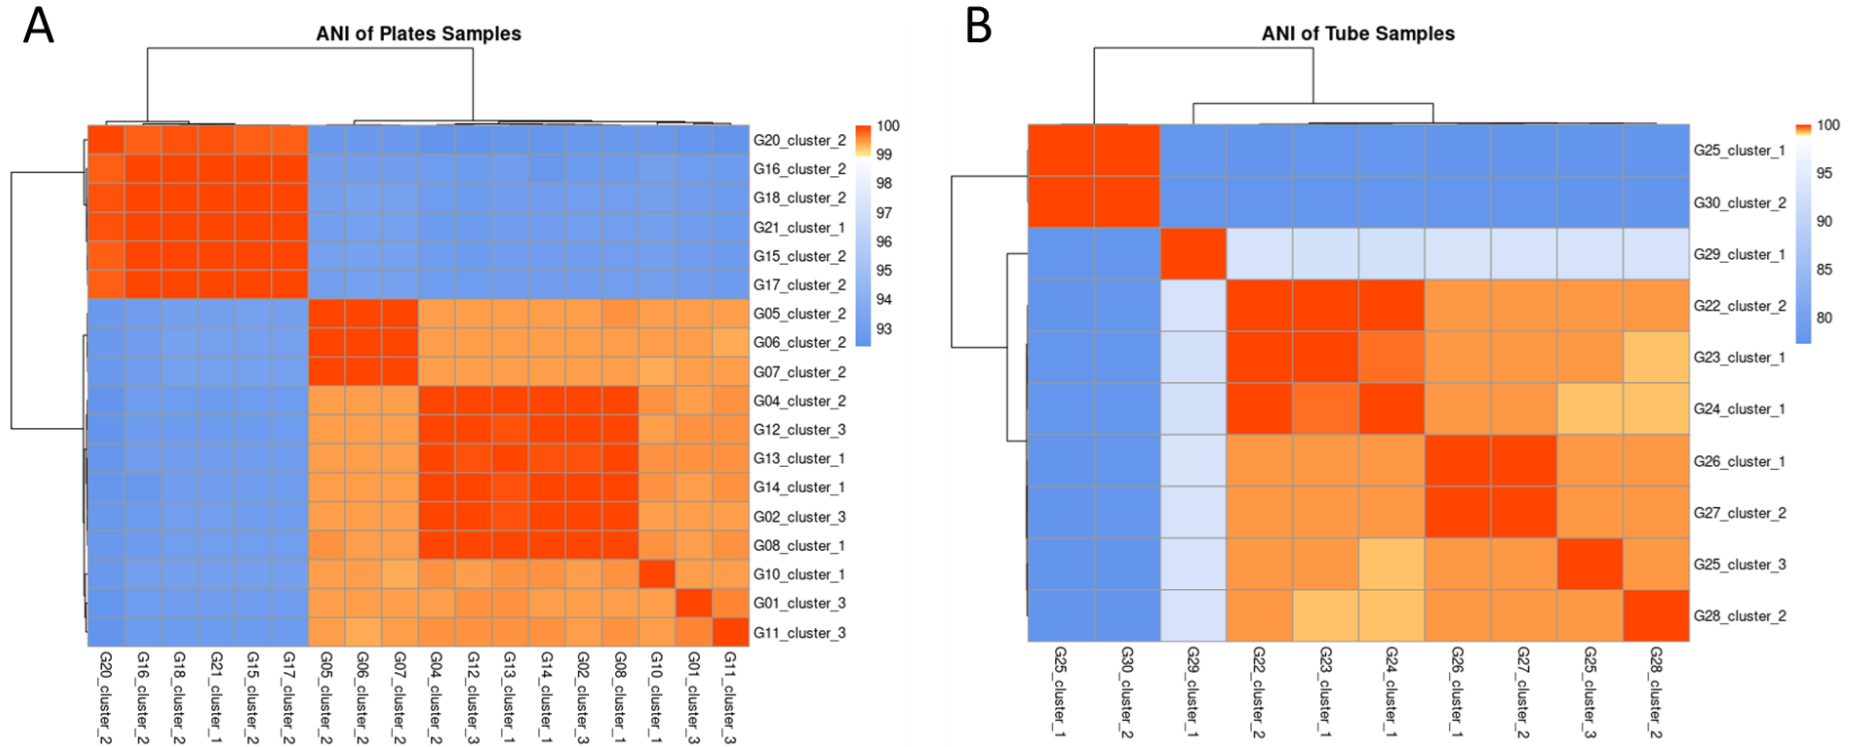 A
ANI of Plates Samples
G20_cluster_2
G16_cluster_2
G18_cluster_2
G21_cluster_1
G15_cluster_2
G17_cluster_2
G05_cluster_2
G06_cluster_2
G07_cluster_2
G04_cluster_2
G12_cluster_3
G13_cluster_1
G14_cluster_1
G02_cluster_3
G08_cluster_1
G10_cluster_1
G01_cluster_3
G11_cluster_3
100
99
98
97
96
95
94
93
G20_cluster_2
G16_cluster_2
G18_cluster_2
G21_cluster_1
G15_cluster_2
G17_cluster_2
G05_cluster_2
G06_cluster_2
G07_cluster_2
G04_cluster_2
G12_cluster_3
G13_cluster_1
G14_cluster_1
G02_cluster_3
G08_cluster_1
G10_cluster_1
G01_cluster_3
G11_cluster_3
B
ANI of Tube Samples
G25_cluster_1
G30_cluster_2
G29_cluster_1
G22_cluster_2
G23_cluster_1
G24_cluster_1
G26_cluster_1
G27_cluster_2
G25_cluster_3
G28_cluster_2
100
95
90
85
80
G25_cluster_1
G30_cluster_2
G29_cluster_1
G22_cluster_2
G23_cluster_1
G24_cluster_1
G26_cluster_1
G27_cluster_2
G25_cluster_3
G28_cluster_2